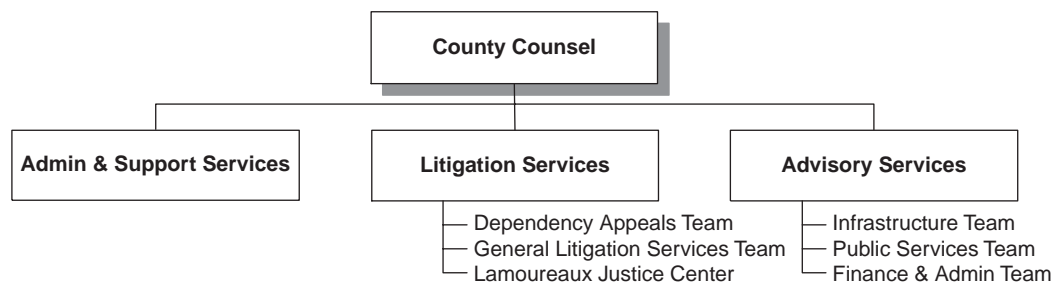 County Counsel
Admin & Support Services
Litigation Services
Advisory Services
Dependency Appeals Team
General Litigation Services Team
Lamoureaux Justice Center
Infrastructure Team
Public Services Team
Finance & Admin Team